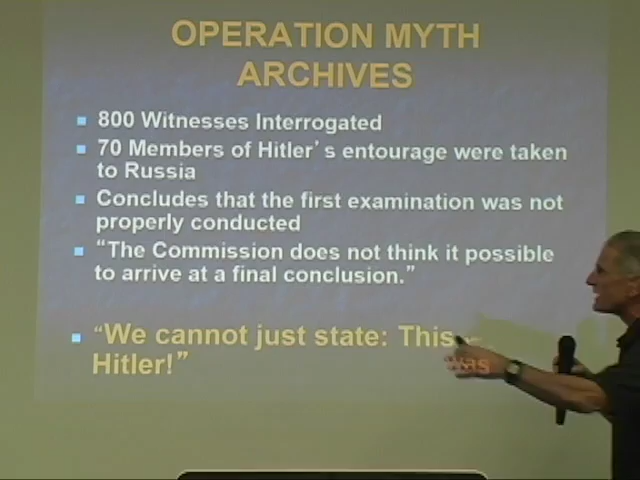 OPERATION MYTH
ARCHIVES
800 Witnesses Interrogated
70 Members of Hitler's entourage were taken
to Russia
Concludes that the first examination was not
properly conducted
“The Commission does not think it possible
to arrive at a final conclusion.”
“We cannot just state: This was
Hitler!”